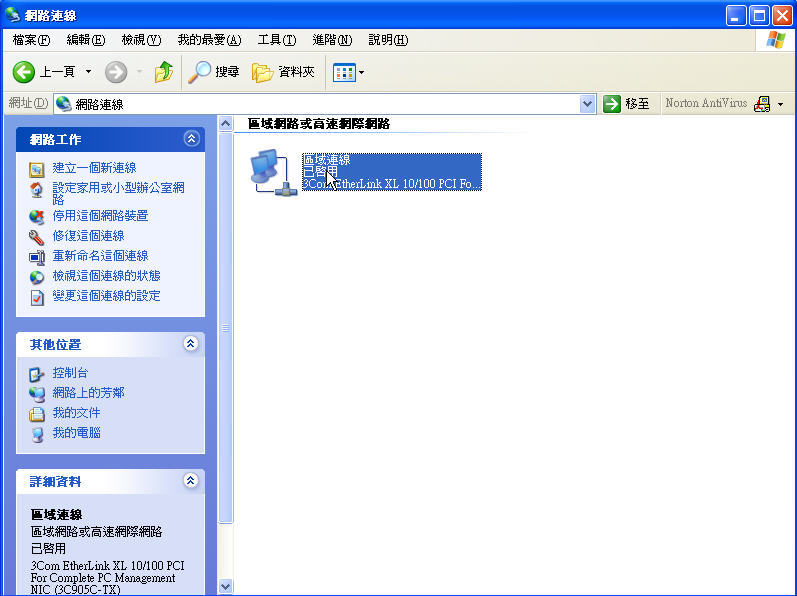 網路連線
檔案(F) 編輯(E) 檢視(V) 我的最愛(A) 工具(T) 進階(N) 說明(H)
上一頁 搜尋 資料夾
網址(D) 網路連線 移至 Norton AntiVirus
網路工作
建立一個新連線
設定家用或小型辦公室網
路
停用這個網路裝置
修復這個連線
重新命名這個連線
檢視這個連線的狀態
變更這個連線的設定
其他位置
控制台
網路上的芳鄰
我的文件
我的電腦
詳細資料
區域連線
區域網路或高速網際網路
已啓用
3Com EtherLink XL 10/100 PCI
For Complete PC Management
NIC (3C905C-TX)
區域網路或高速網際網路
區域連線
已啓用
3Com EtherLink XL 10/100 PCI Fo...